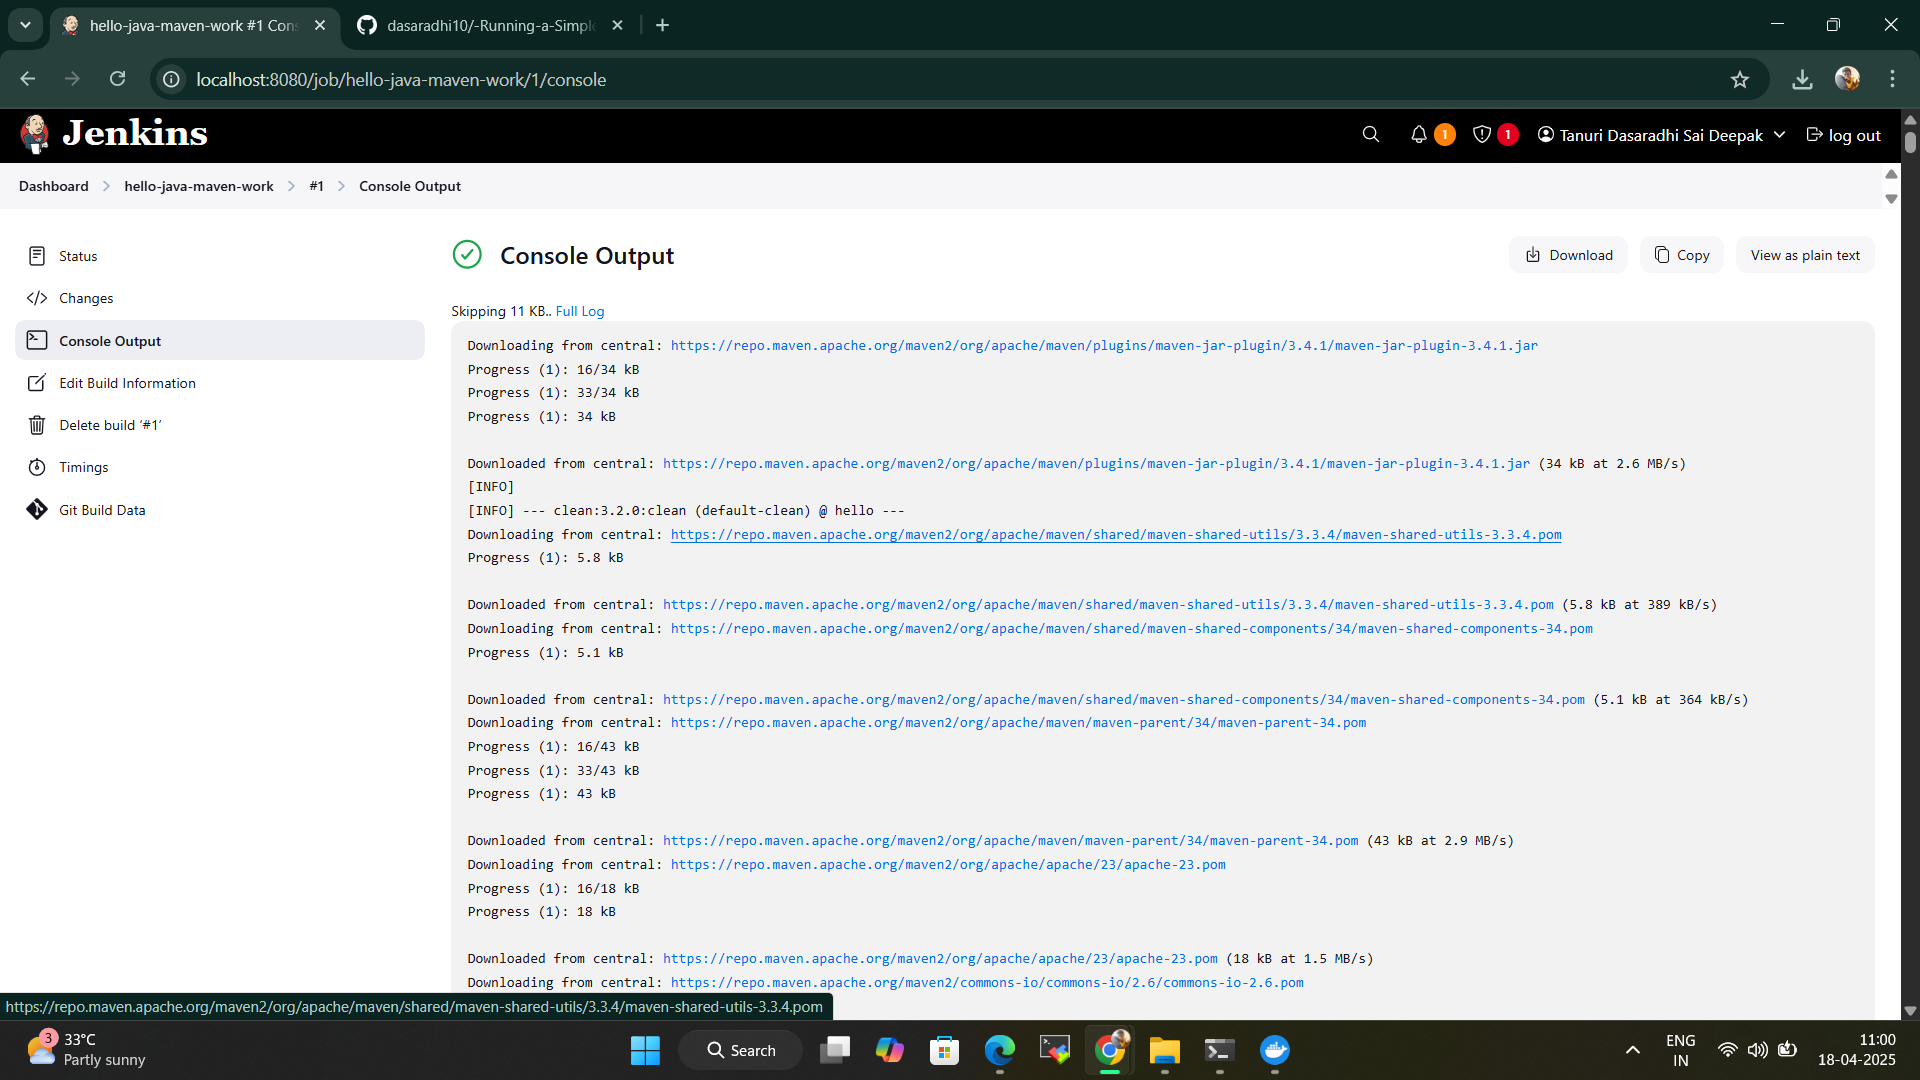 hello-java-maven-work #1 Cons
dasaradhi10/-Running-a-Simple
localhost:8080/job/hello-java-maven-work/1/console
Jenkins
1
1
Tanuri Dasaradhi Sai Deepak
log out
Dashboard
hello-java-maven-work
#1
Console Output
Status
Changes
Console Output
Edit Build Information
Delete build ‘#1’
Timings
Git Build Data
Console Output
Download
Copy
View as plain text
Skipping 11 KB.. Full Log
Downloading from central: https://repo.maven.apache.org/maven2/org/apache/maven/plugins/maven-jar-plugin/3.4.1/maven-jar-plugin-3.4.1.jar
Progress (1): 16/34 kB
Progress (1): 33/34 kB
Progress (1): 34 kB
Downloaded from central: https://repo.maven.apache.org/maven2/org/apache/maven/plugins/maven-jar-plugin/3.4.1/maven-jar-plugin-3.4.1.jar (34 kB at 2.6 MB/s)
[INFO]
[INFO] --- clean:3.2.0:clean (default-clean) @ hello ---
Downloading from central: https://repo.maven.apache.org/maven2/org/apache/maven/shared/maven-shared-utils/3.3.4/maven-shared-utils-3.3.4.pom
Progress (1): 5.8 kB
Downloaded from central: https://repo.maven.apache.org/maven2/org/apache/maven/shared/maven-shared-utils/3.3.4/maven-shared-utils-3.3.4.pom (5.8 kB at 389 kB/s)
Downloading from central: https://repo.maven.apache.org/maven2/org/apache/maven/shared/maven-shared-components/34/maven-shared-components-34.pom
Progress (1): 5.1 kB
Downloaded from central: https://repo.maven.apache.org/maven2/org/apache/maven/shared/maven-shared-components/34/maven-shared-components-34.pom (5.1 kB at 364 kB/s)
Downloading from central: https://repo.maven.apache.org/maven2/org/apache/maven/maven-parent/34/maven-parent-34.pom
Progress (1): 16/43 kB
Progress (1): 33/43 kB
Progress (1): 43 kB
Downloaded from central: https://repo.maven.apache.org/maven2/org/apache/maven/maven-parent/34/maven-parent-34.pom (43 kB at 2.9 MB/s)
Downloading from central: https://repo.maven.apache.org/maven2/org/apache/apache/23/apache-23.pom
Progress (1): 16/18 kB
Progress (1): 18 kB
Downloaded from central: https://repo.maven.apache.org/maven2/org/apache/apache/23/apache-23.pom (18 kB at 1.5 MB/s)
Downloading from central: https://repo.maven.apache.org/maven2/commons-io/commons-io/2.6/commons-io-2.6.pom
https://repo.maven.apache.org/maven2/org/apache/maven/shared/maven-shared-utils/3.3.4/maven-shared-utils-3.3.4.pom
3
33°C
Partly sunny
Search
ENG
IN
11:00
18-04-2025